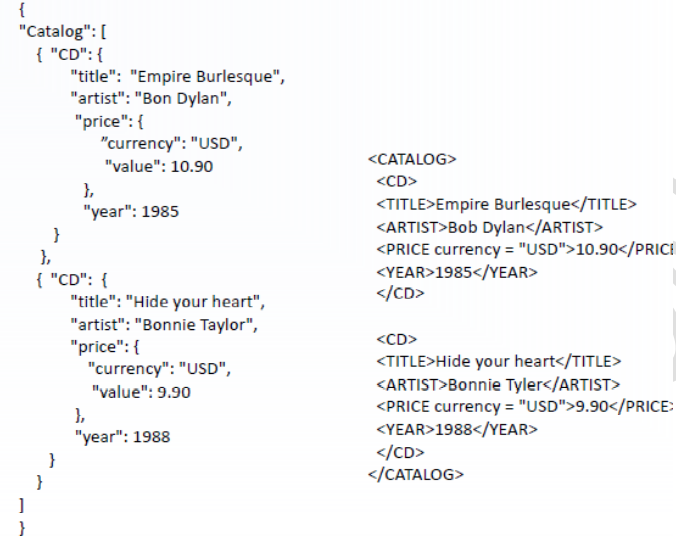 {
"Catalog": [
{ "CD": {
"title": "Empire Burlesque",
"artist": "Bon Dylan",
"price": {
”currency": "USD",
"value": 10.90
},
"year": 1985
}
},
{ "CD": {
"title": "Hide your heart",
"artist": "Bonnie Taylor",
"price": {
"currency": "USD",
"value": 9.90
},
"year": 1988
}
}
]
}
<CATALOG>
<CD>
<TITLE>Empire Burlesque</TITLE>
<ARTIST>Bob Dylan</ARTIST>
<PRICE currency = "USD">10.90</PRICE
<YEAR>1985</YEAR>
</CD>
<CD>
<TITLE>Hide your heart</TITLE>
<ARTIST>Bonnie Tyler</ARTIST>
<PRICE currency = "USD">9.90</PRICE>
<YEAR>1988</YEAR>
</CD>
</CATALOG>